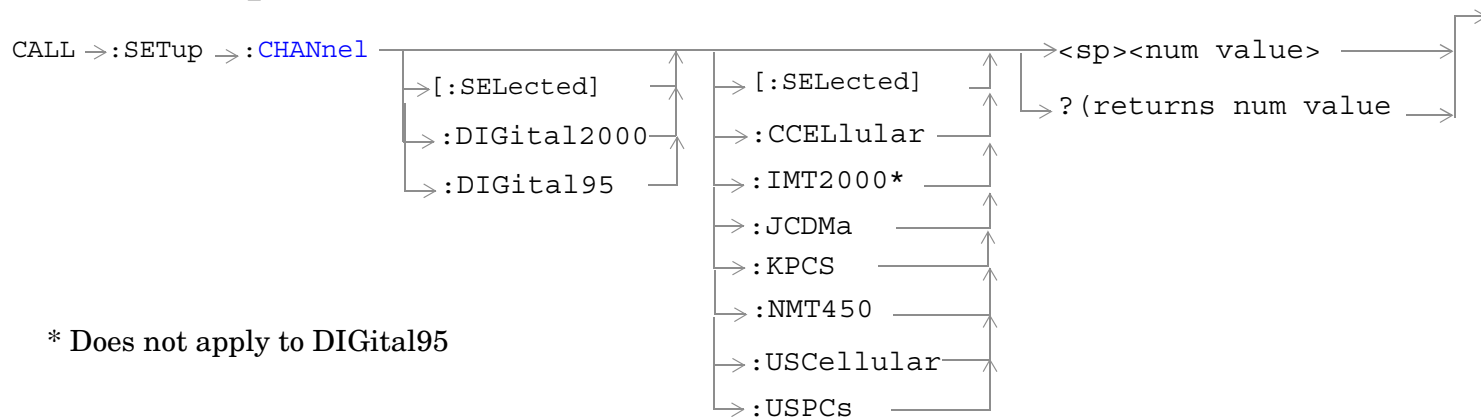 CALL :SETup :CHANnel <sp><num value>
[:SELected] [:SELected]
?(returns num value
:DIGital2000 :CCELlular
:DIGital95 :IMT2000*
:JCDMa
:KPCS
:NMT450
* Does not apply to DIGital95
:USCellular
:USPCs